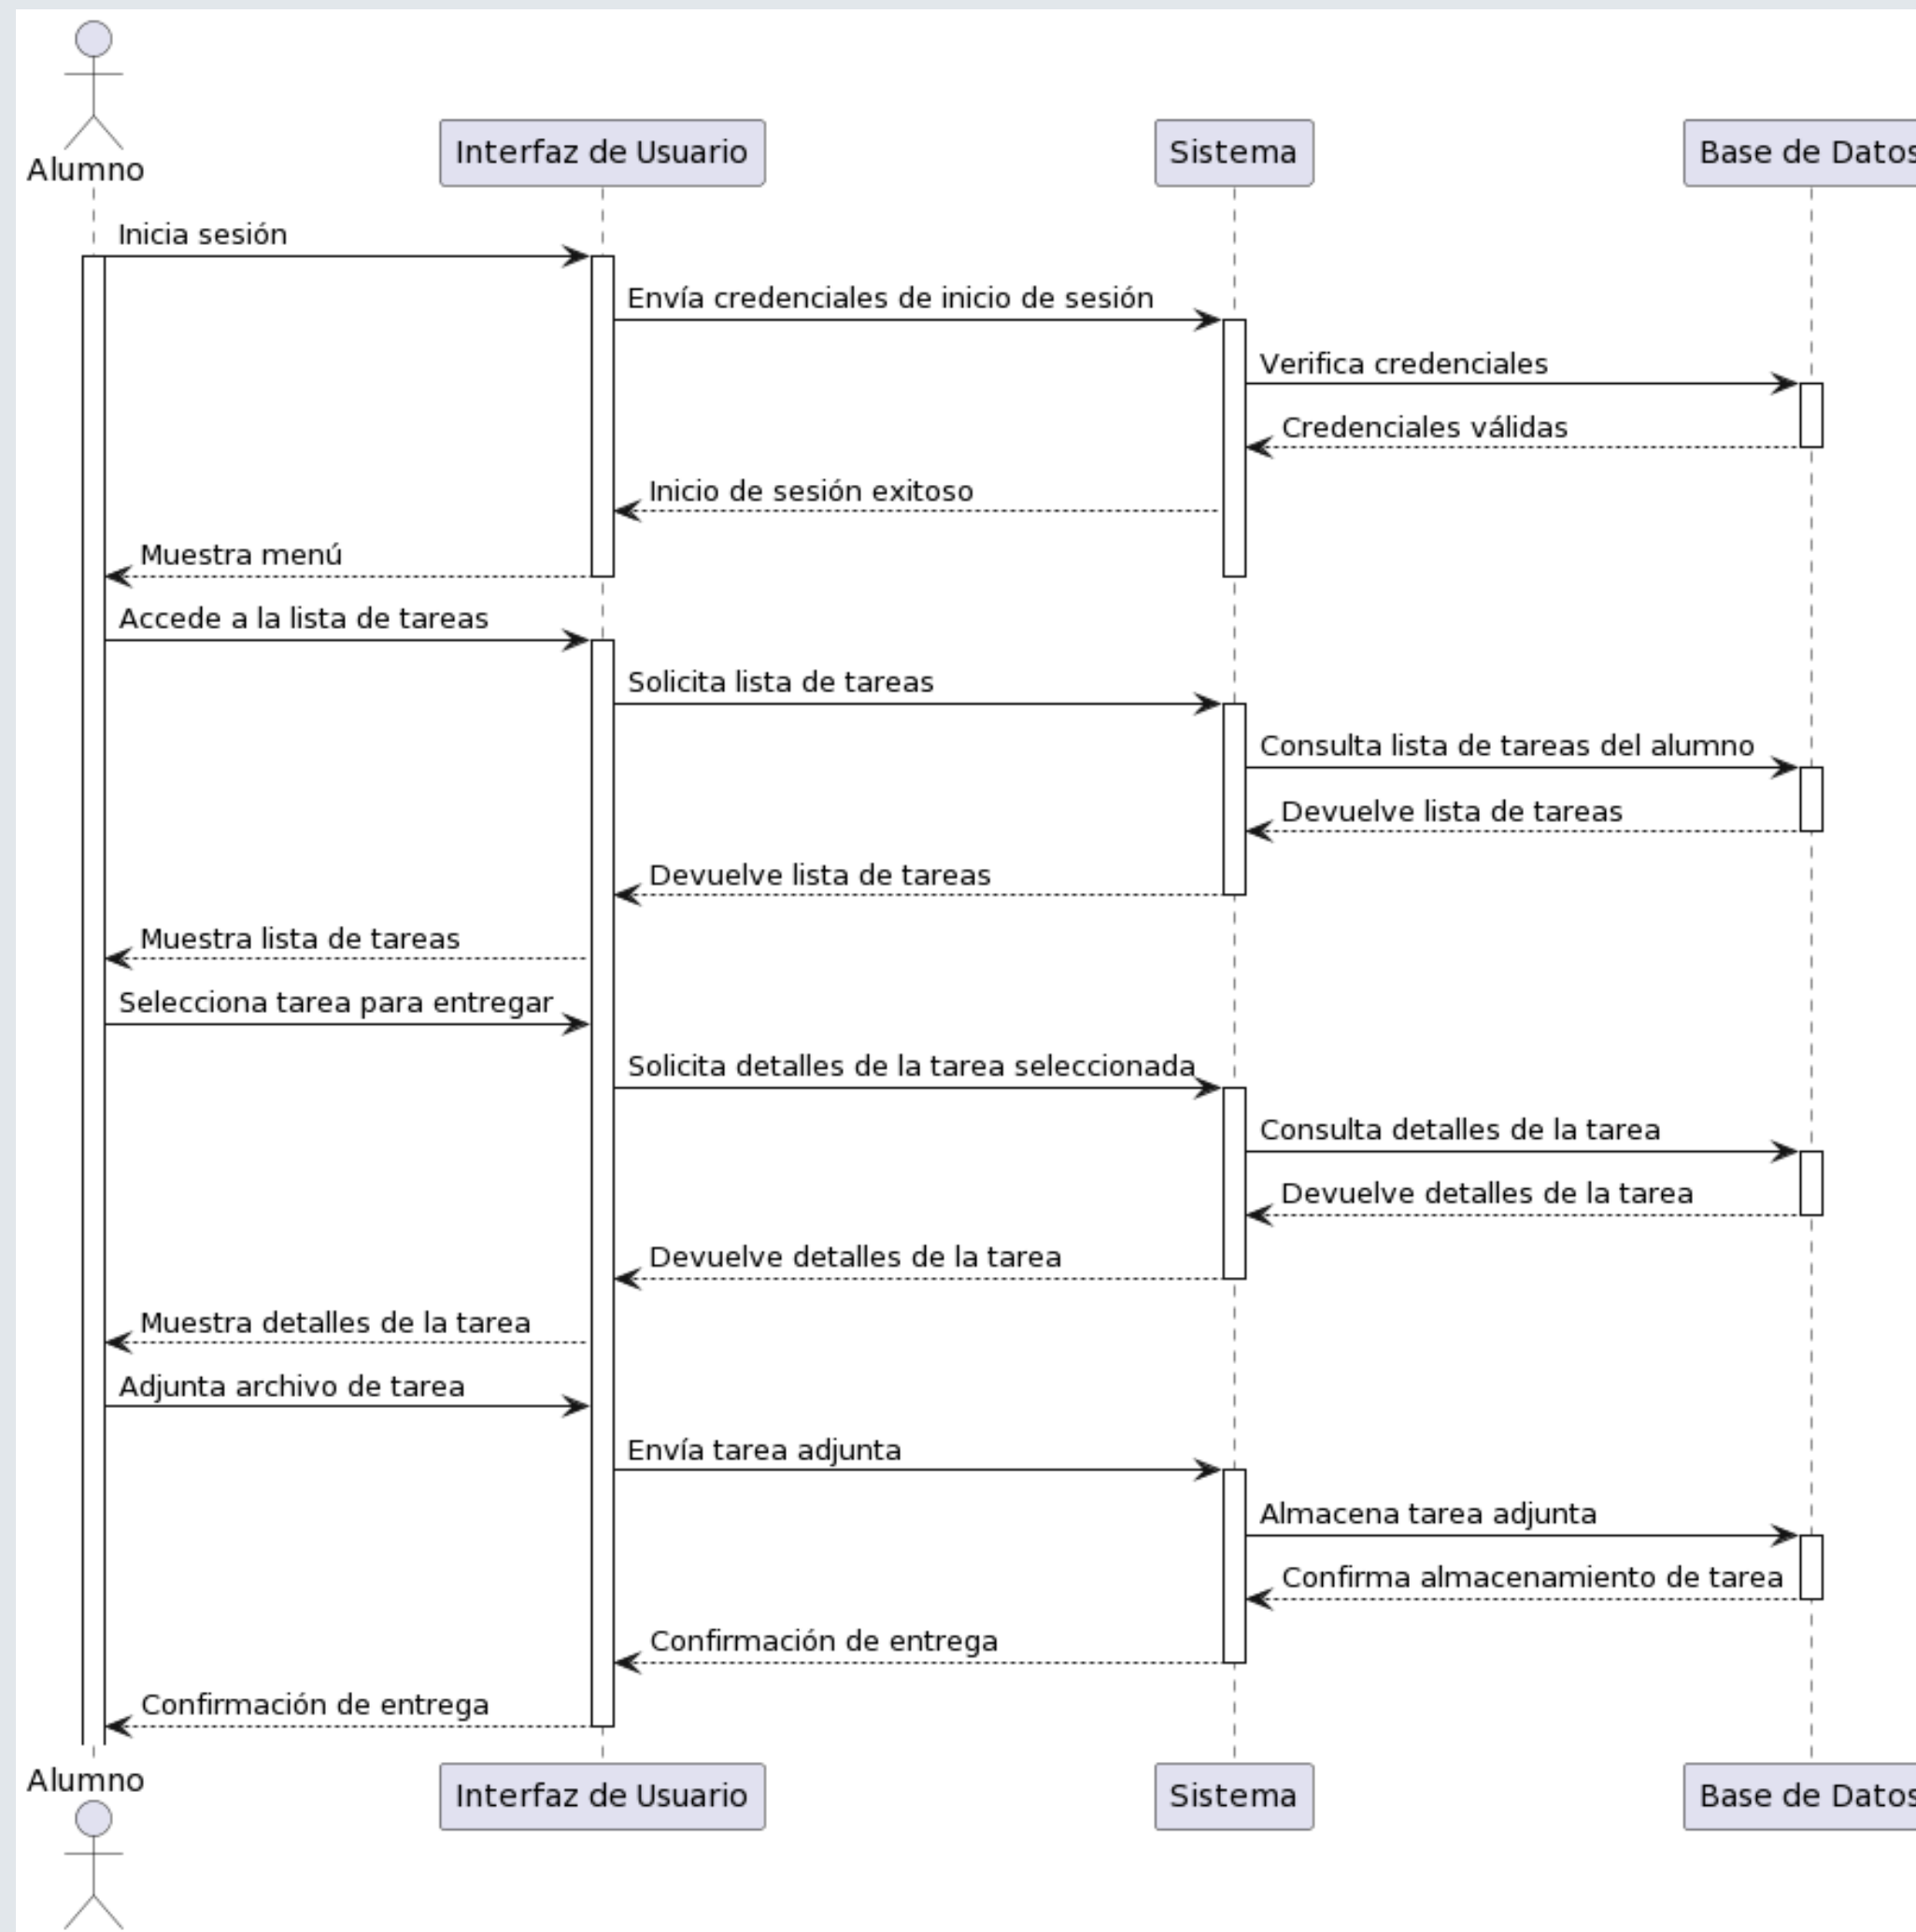 Alumno
Interfaz de Usuario
Sistema
Base de Datos
Inicia sesión
Envía credenciales de inicio de sesión
Verifica credenciales
Credenciales válidas
Inicio de sesión exitoso
Muestra menú
Accede a la lista de tareas
Solicita lista de tareas
Consulta lista de tareas del alumno
Devuelve lista de tareas
Devuelve lista de tareas
Muestra lista de tareas
Selecciona tarea para entregar
Solicita detalles de la tarea seleccionada
Consulta detalles de la tarea
Devuelve detalles de la tarea
Devuelve detalles de la tarea
Muestra detalles de la tarea
Adjunta archivo de tarea
Envía tarea adjunta
Almacena tarea adjunta
Confirma almacenamiento de tarea
Confirmación de entrega
Confirmación de entrega
Alumno
Interfaz de Usuario
Sistema
Base de Datos